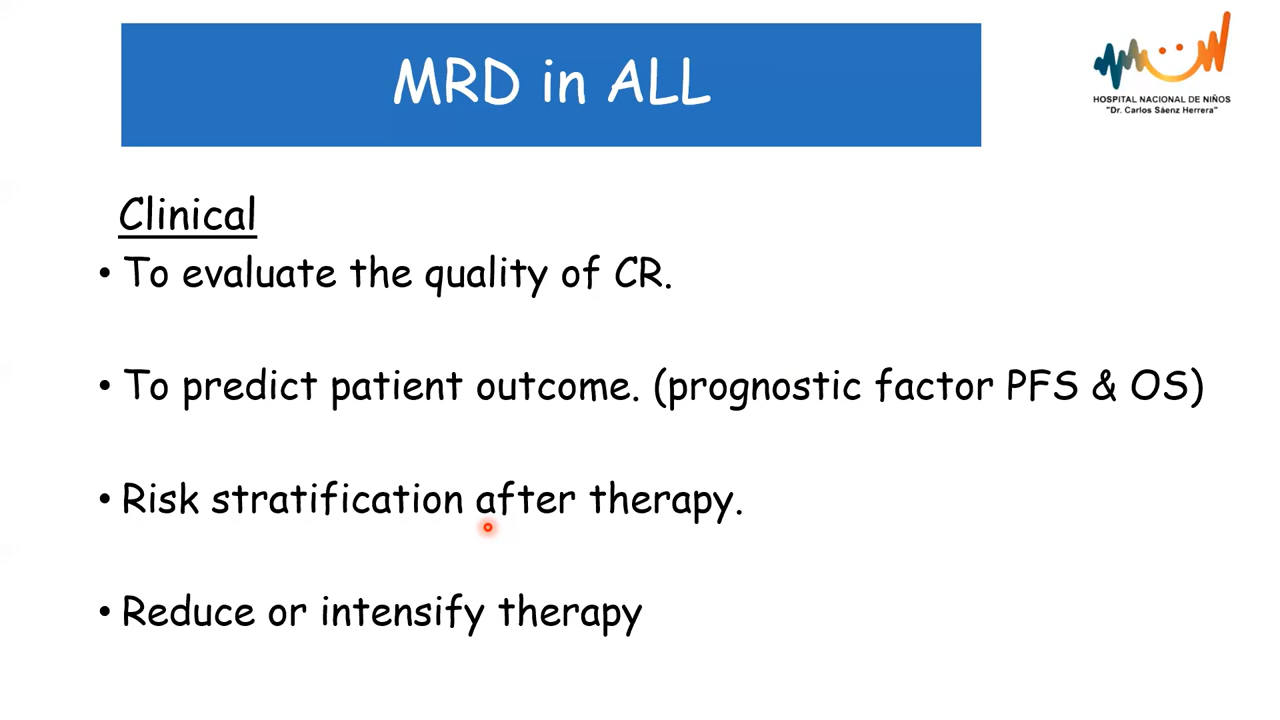 MRD in ALL
HOSPITAL NACIONAL DE NIÑOS
"Dr. Carlos Sáenz Herrera"
Clinical
• To evaluate the quality of CR.
• To predict patient outcome. (prognostic factor PFS & OS)
• Risk stratification after therapy.
• Reduce or intensify therapy